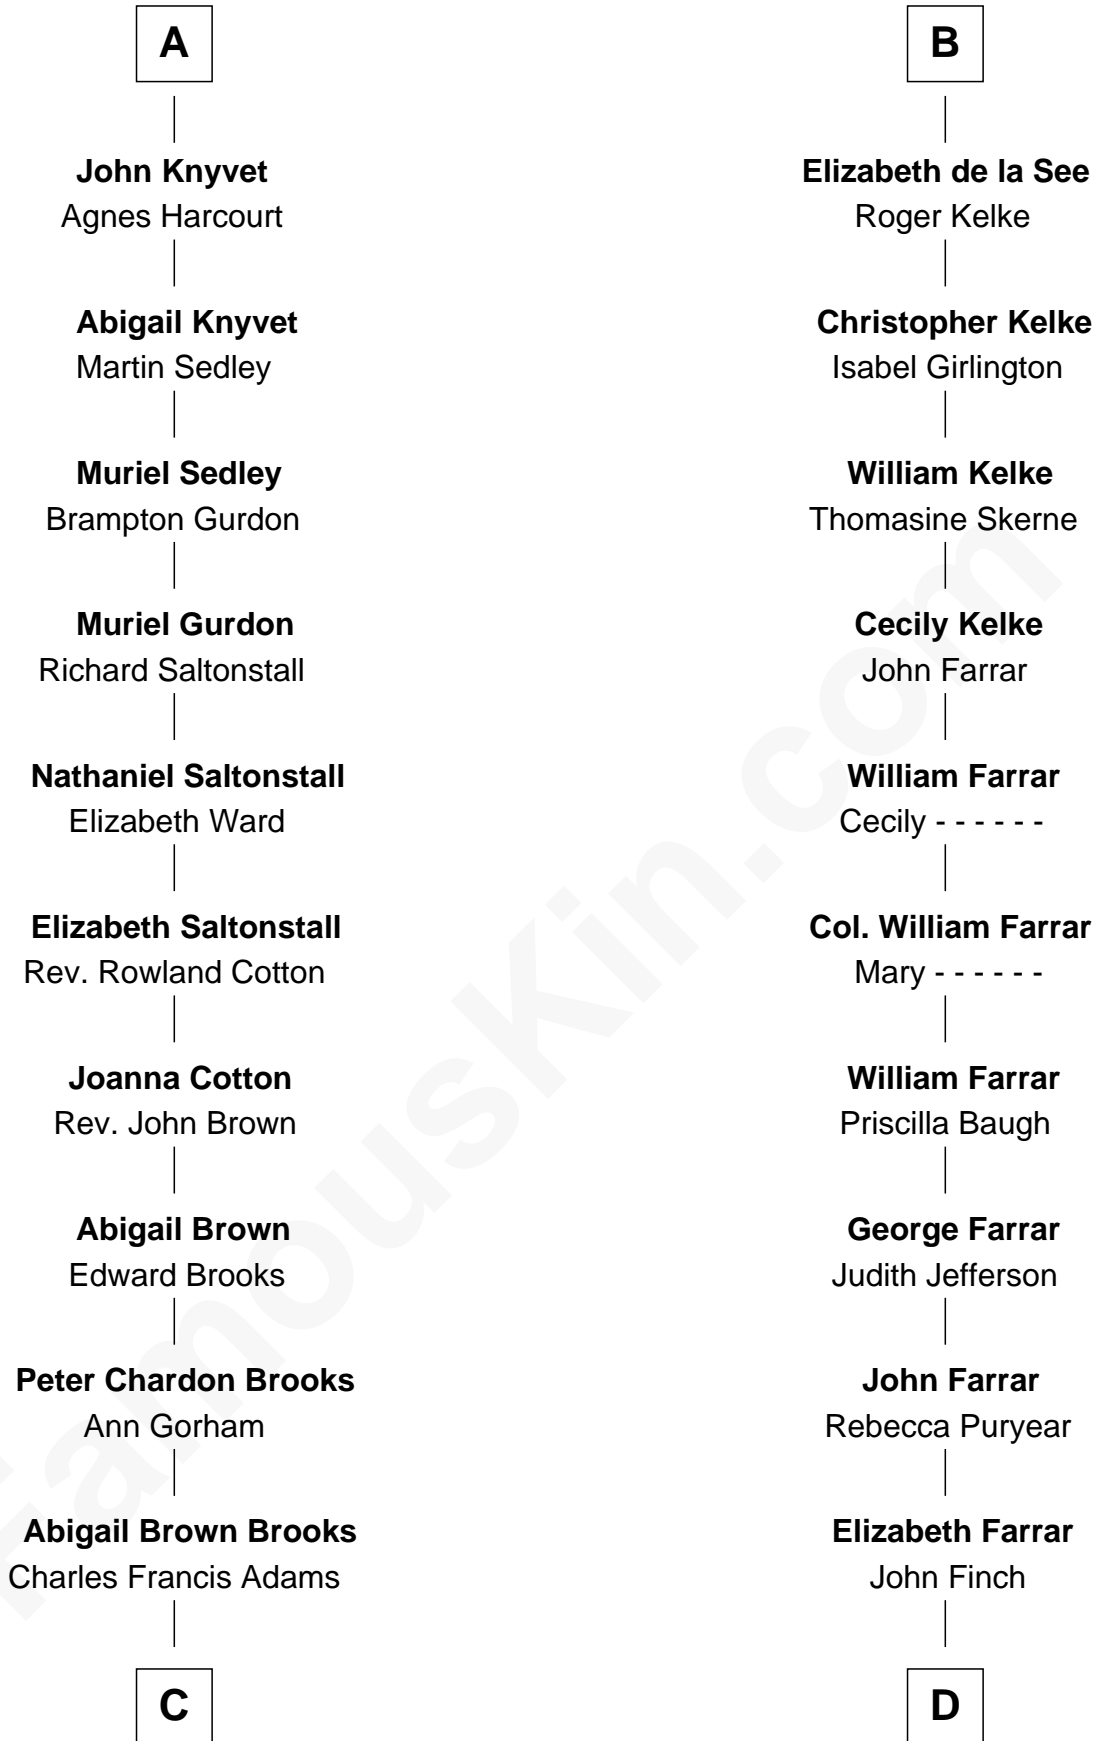 A
John Knyvet
Agnes Harcourt
Abigail Knyvet
Martin Sedley
Muriel Sedley
Brampton Gurdon
Muriel Gurdon
Richard Saltonstall
Nathaniel Saltonstall
Elizabeth Ward
Elizabeth Saltonstall
Rev. Rowland Cotton
Joanna Cotton
Rev. John Brown
Abigail Brown
Edward Brooks
Peter Chardon Brooks
Ann Gorham
Abigail Brown Brooks
Charles Francis Adams
C
B
Elizabeth de la See
Roger Kelke
Christopher Kelke
Isabel Girlington
William Kelke
Thomasine Skerne
Cecily Kelke
John Farrar
William Farrar
Cecily - - - - - -
Col. William Farrar
Mary - - - - - -
William Farrar
Priscilla Baugh
George Farrar
Judith Jefferson
John Farrar
Rebecca Puryear
Elizabeth Farrar
John Finch
D
FamousKin.com